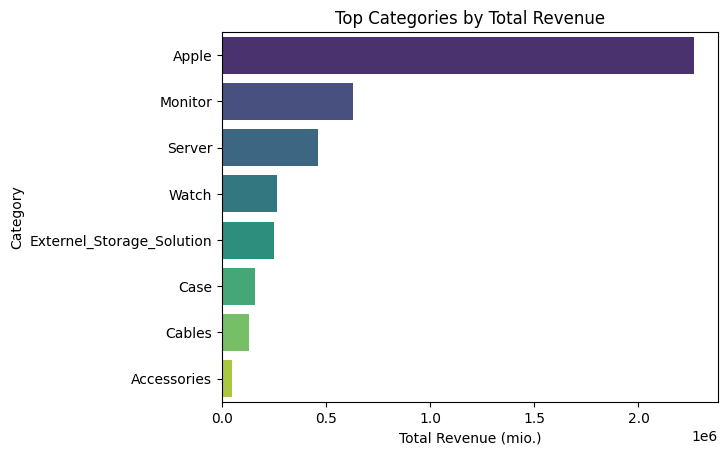 Top Categories by Total Revenue
Category
Apple
Monitor
Server
Watch
Externel_Storage_Solution
Case
Cables
Accessories
0.0 0.5 1.0 1.5 2.0
1e6
Total Revenue (mio.)